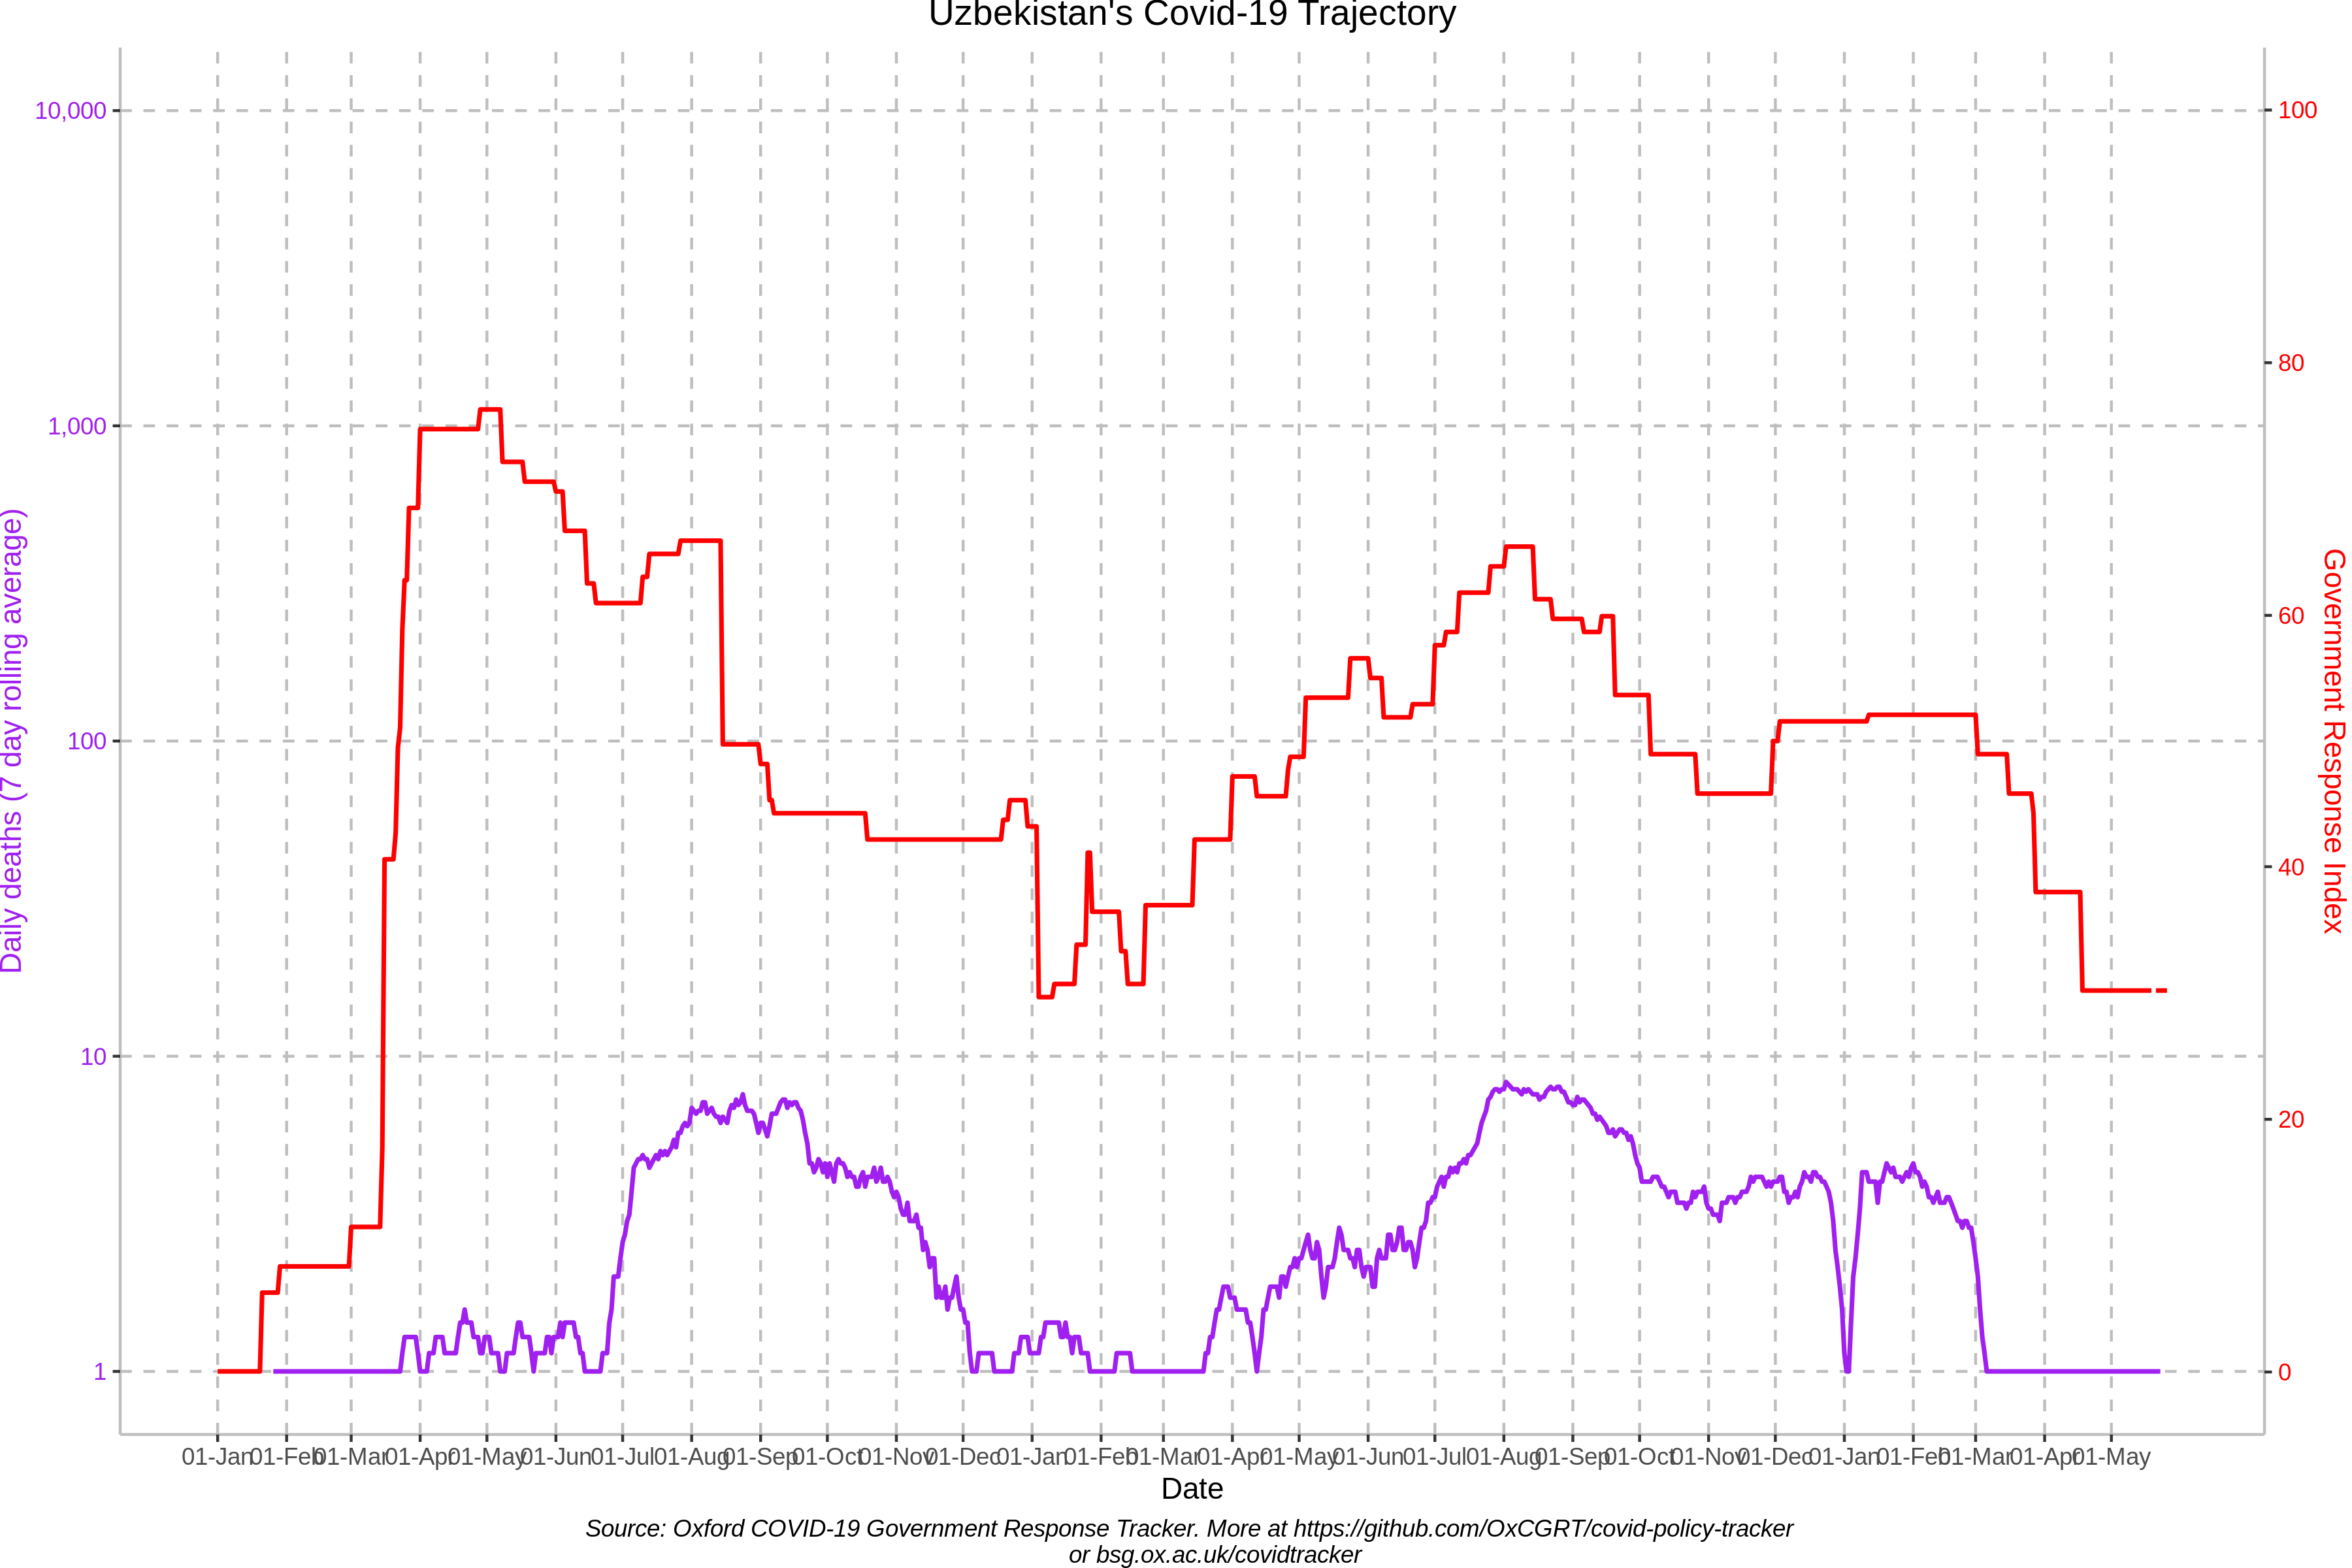 Uzbekistan's Covid-19 Trajectory
10,000
1,000
100
10
1
Daily deaths (7 day rolling average)
100
80
60
40
20
0
Government Response Index
01-Jan 01-Feb 01-Mar 01-Apr 01-May 01-Jun 01-Jul 01-Aug 01-Sep 01-Oct 01-Nov 01-Dec 01-Jan 01-Feb 01-Mar 01-Apr 01-May 01-Jun 01-Jul 01-Aug 01-Sep 01-Oct 01-Nov 01-Dec 01-Jan 01-Feb 01-Mar 01-Apr 01-May
Date
Source: Oxford COVID-19 Government Response Tracker. More at https://github.com/OxCGRT/covid-policy-tracker
or bsg.ox.ac.uk/covidtracker